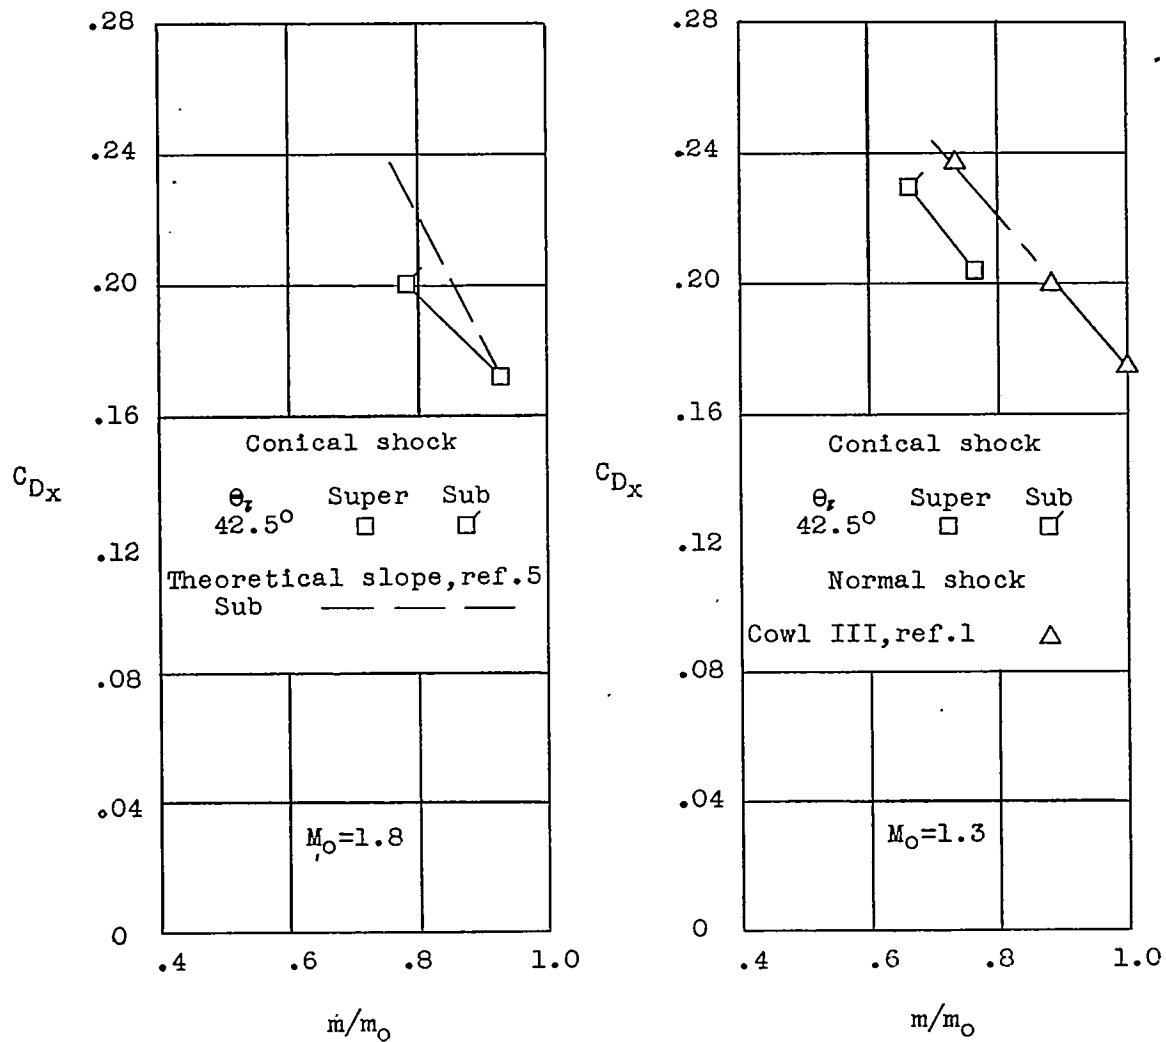 .28
.24
.20
.16
Conical shock
C_Dx
θ_l Super Sub
42.5°
.12
Theoretical slope,ref.5
Sub
.08
.04
M_o=1.8
0
.4 .6 .8 1.0
m/m_o
.28
.24
.20
.16
Conical shock
C_Dx
θ_l Super Sub
42.5°
.12
Normal shock
Cowl III,ref.1
.08
.04
M_o=1.3
0
.4 .6 .8 1.0
m/m_o